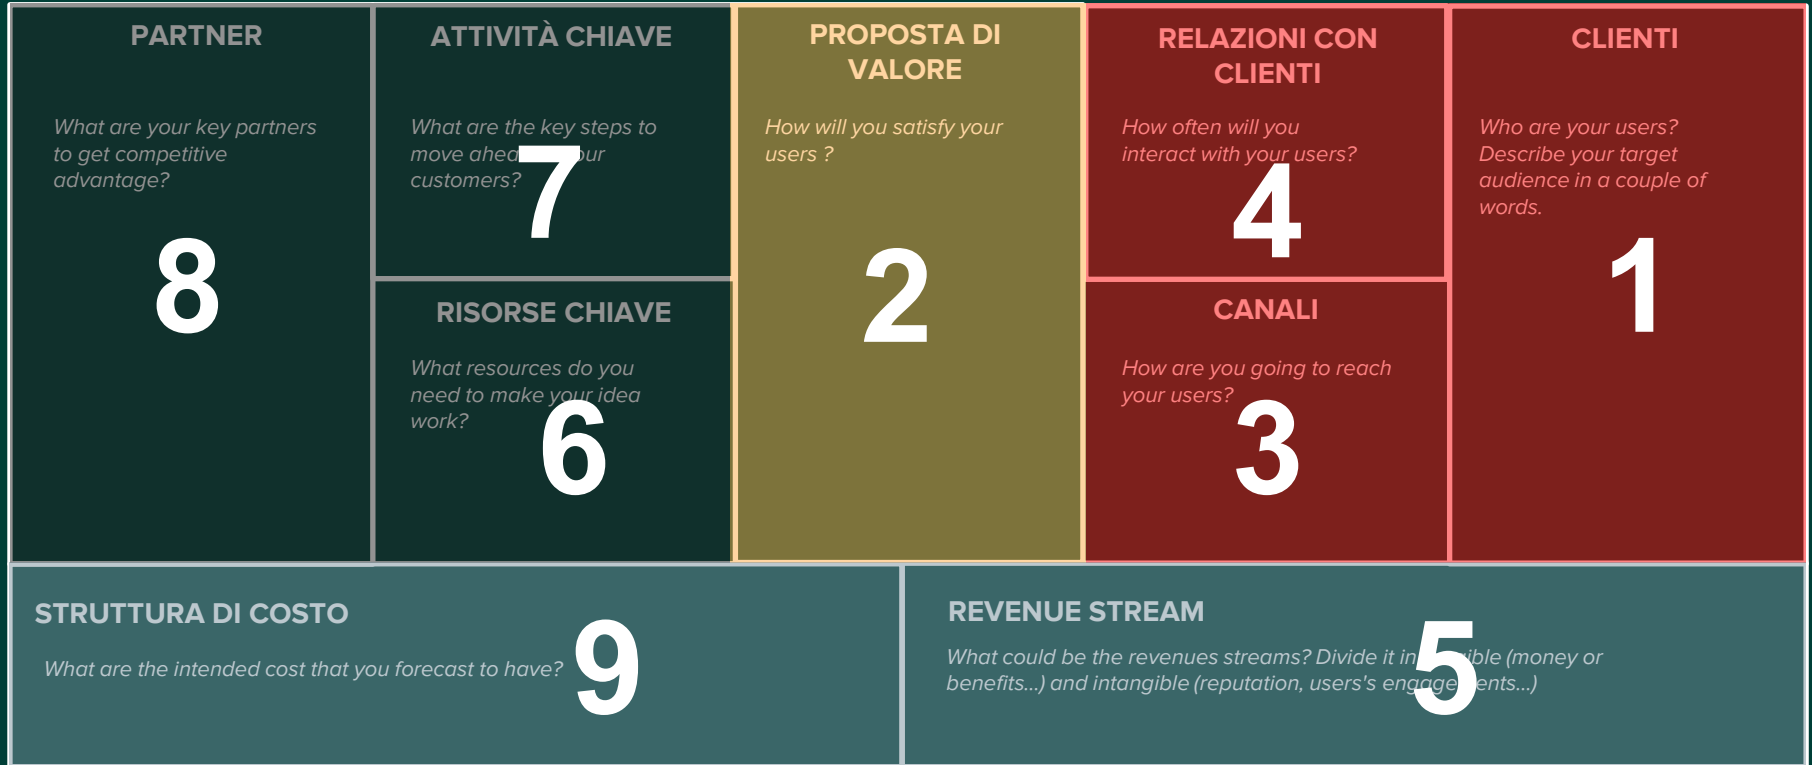 PARTNER
What are your key partners
to get competitive
advantage?
8
ATTIVITÀ CHIAVE
What are the key steps to
move your
customers?
7
RISORSE CHIAVE
What resources do you
need to make your idea
work?
6
PROPOSTA DI
VALORE
How will you satisfy your
users ?
2
RELAZIONI CON
CLIENTI
How often will you
interact with your users?
4
CANALI
How are you going to reach
your users?
3
CLIENTI
Who are your users?
Describe your target
audience in a couple of
words.
1
STRUTTURA DI COSTO
What are the intended cost that you forecast to have?
9
REVENUE STREAM
What could be the revenues streams? Divide it in (money or
benefits...) and intangible (reputation, users's engagements...)
5